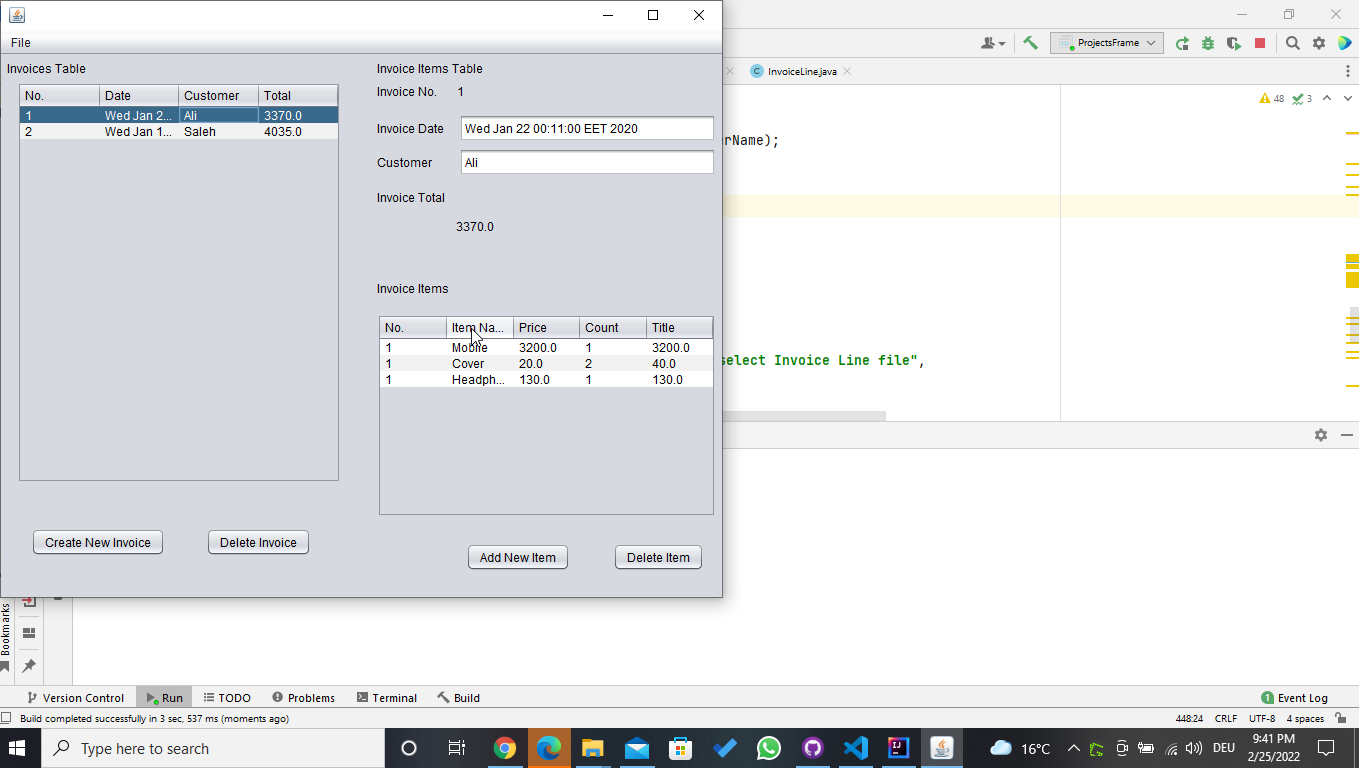 File
Invoices Table
No. Date Customer Total
1 Wed Jan 2... Ali 3370.0
2 Wed Jan 1... Saleh 4035.0
Create New Invoice Delete Invoice
Invoice Items Table
Invoice No. 1
Invoice Date Wed Jan 22 00:11:00 EET 2020
Customer Ali
Invoice Total
3370.0
Invoice Items
No. Item Na... Price Count Title
1 Mobile 3200.0 1 3200.0
1 Cover 20.0 2 40.0
1 Headph... 130.0 1 130.0
Add New Item Delete Item
ProjectsFrame
C InvoiceLine.java
48 3
rName);
select Invoice Line file",
Bookmarks
Version Control Run TODO Problems Terminal Build 1 Event Log
Build completed successfully in 3 sec, 537 ms (moments ago) 448:24 CRLF UTF-8 4 spaces
Type here to search IJ 16°C DEU 9:41 PM
2/25/2022